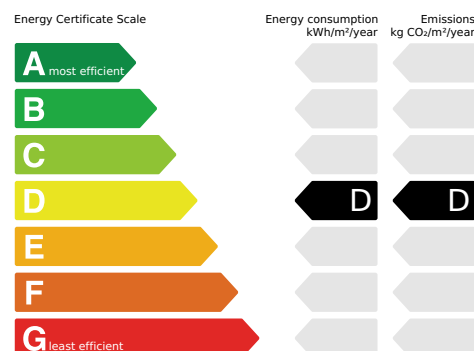 Energy Certificate Scale
Energy consumption
kWh/m²/year
Emissions
kg CO₂/m²/year
A most efficient
B
C
D D D
E
F
G least efficient